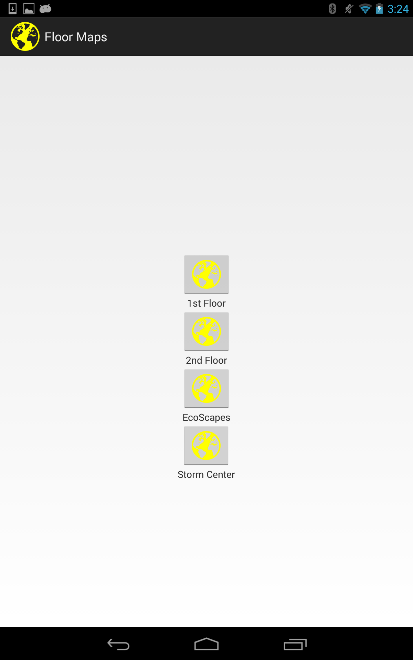 3:24
Floor Maps
1st Floor
2nd Floor
EcoScapes
Storm Center